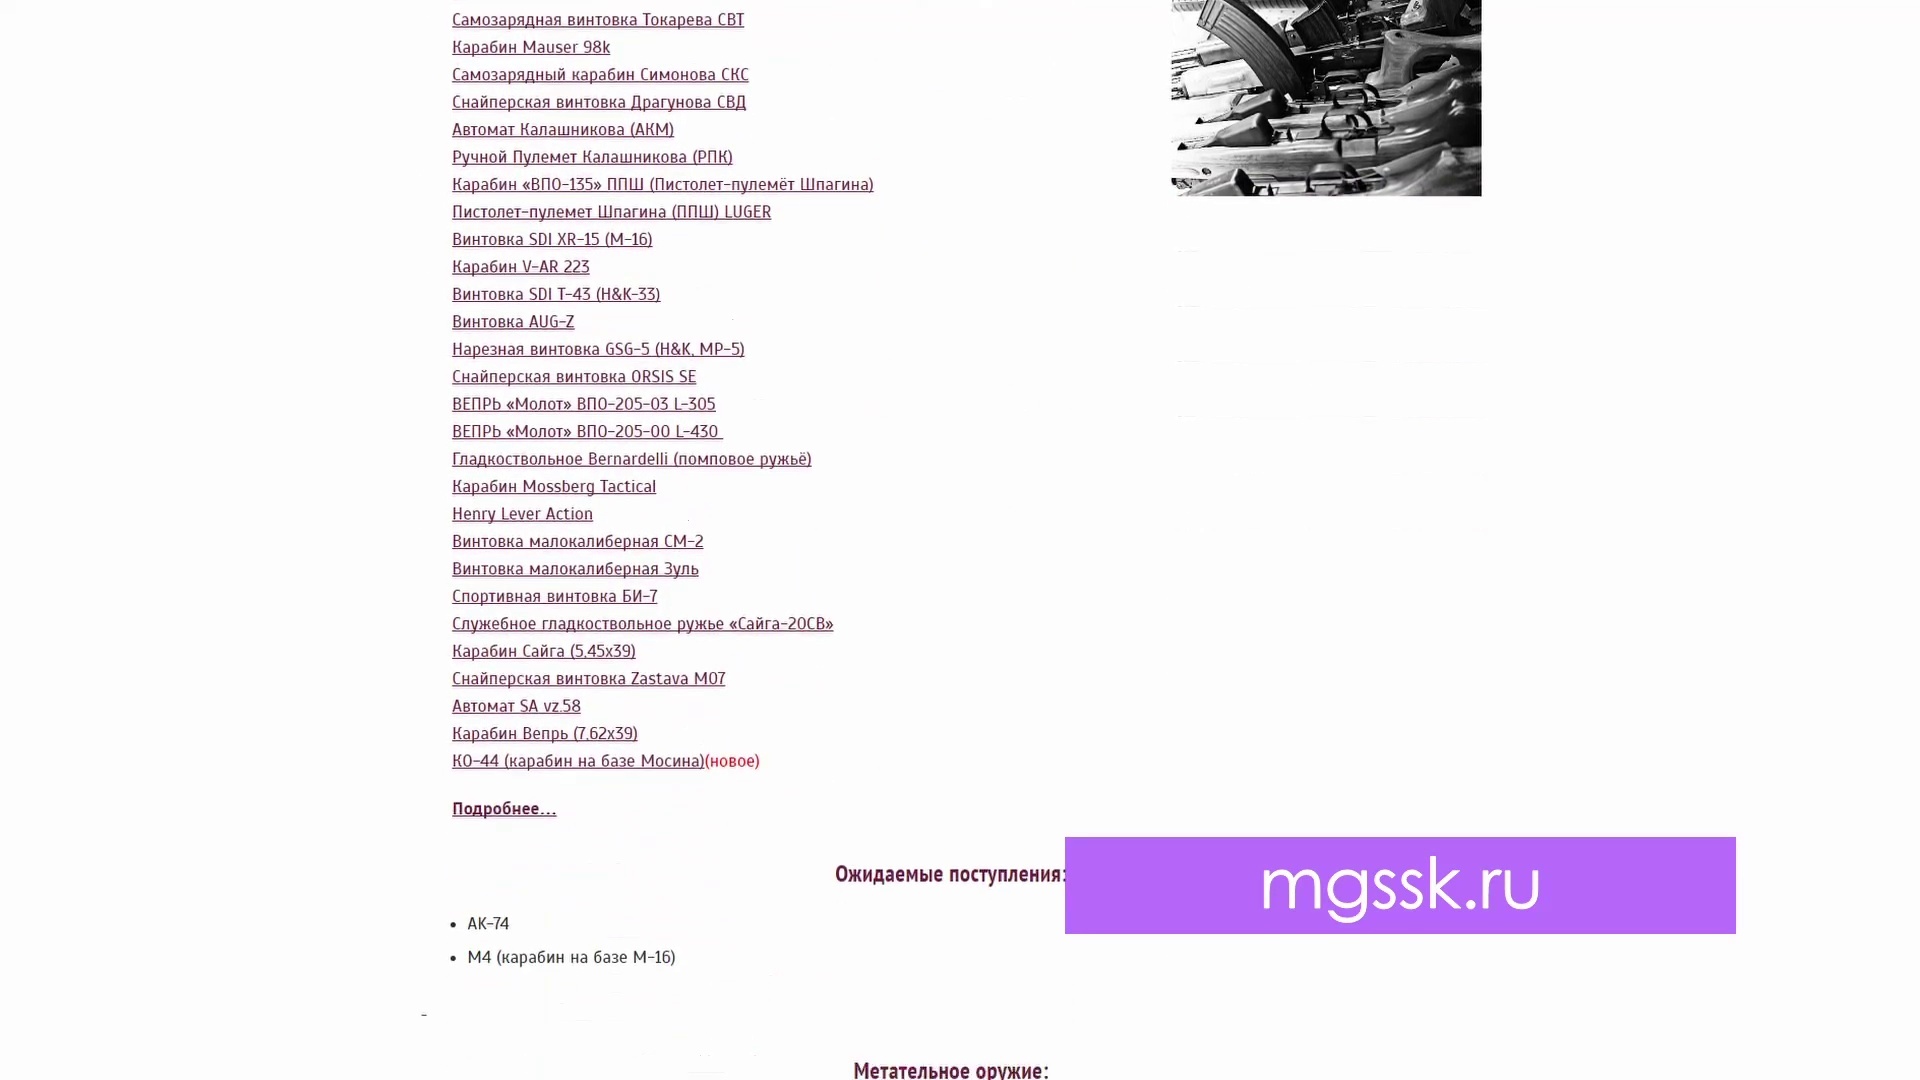 Самозарядная винтовка Токарева СВТ
Карабин Mauser 98k
Самозарядный карабин Симонова СКС
Снайперская винтовка Драгунова СВД
Автомат Калашникова (АКМ)
Ручной Пулемет Калашникова (РПК)
Карабин «ВПО-135» ППШ (Пистолет-пулемёт Шпагина)
Пистолет-пулемет Шпагина (ППШ) LUGER
Винтовка SDI XR-15 (M-16)
Карабин V-AR 223
Винтовка SDI T-43 (H&K-33)
Винтовка AUG-Z
Нарезная винтовка GSG-5 (H&K, MP-5)
Снайперская винтовка ORSIS SE
ВЕПРЬ «Молот» ВПО-205-03 L-305
ВЕПРЬ «Молот» ВПО-205-00 L-430
Гладкоствольное Bernardelli (помповое ружьё)
Карабин Mossberg Tactical
Henry Lever Action
Винтовка малокалиберная СМ-2
Винтовка малокалиберная Зуль
Спортивная винтовка БИ-7
Служебное гладкоствольное ружье «Сайга-20СВ»
Карабин Сайга (5,45х39)
Снайперская винтовка Zastava M07
Автомат SA vz.58
Карабин Вепрь (7,62х39)
КО-44 (карабин на базе Мосина)(новое)
Подробнее...
Ожидаемые поступления:
mgssk.ru
• АК-74
• М4 (карабин на базе М-16)
-
Метательное оружие: